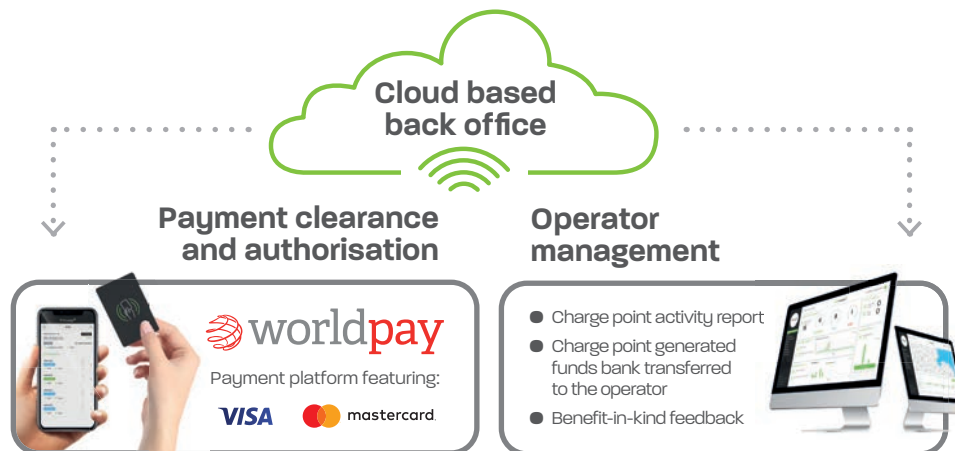 Cloud based
back office
Payment clearance
and authorisation
Operator
management
worldpay
Payment platform featuring:
VISA
mastercard.
Charge point activity report
Charge point generated
funds bank transferred
to the operator
Benefit-in-kind feedback